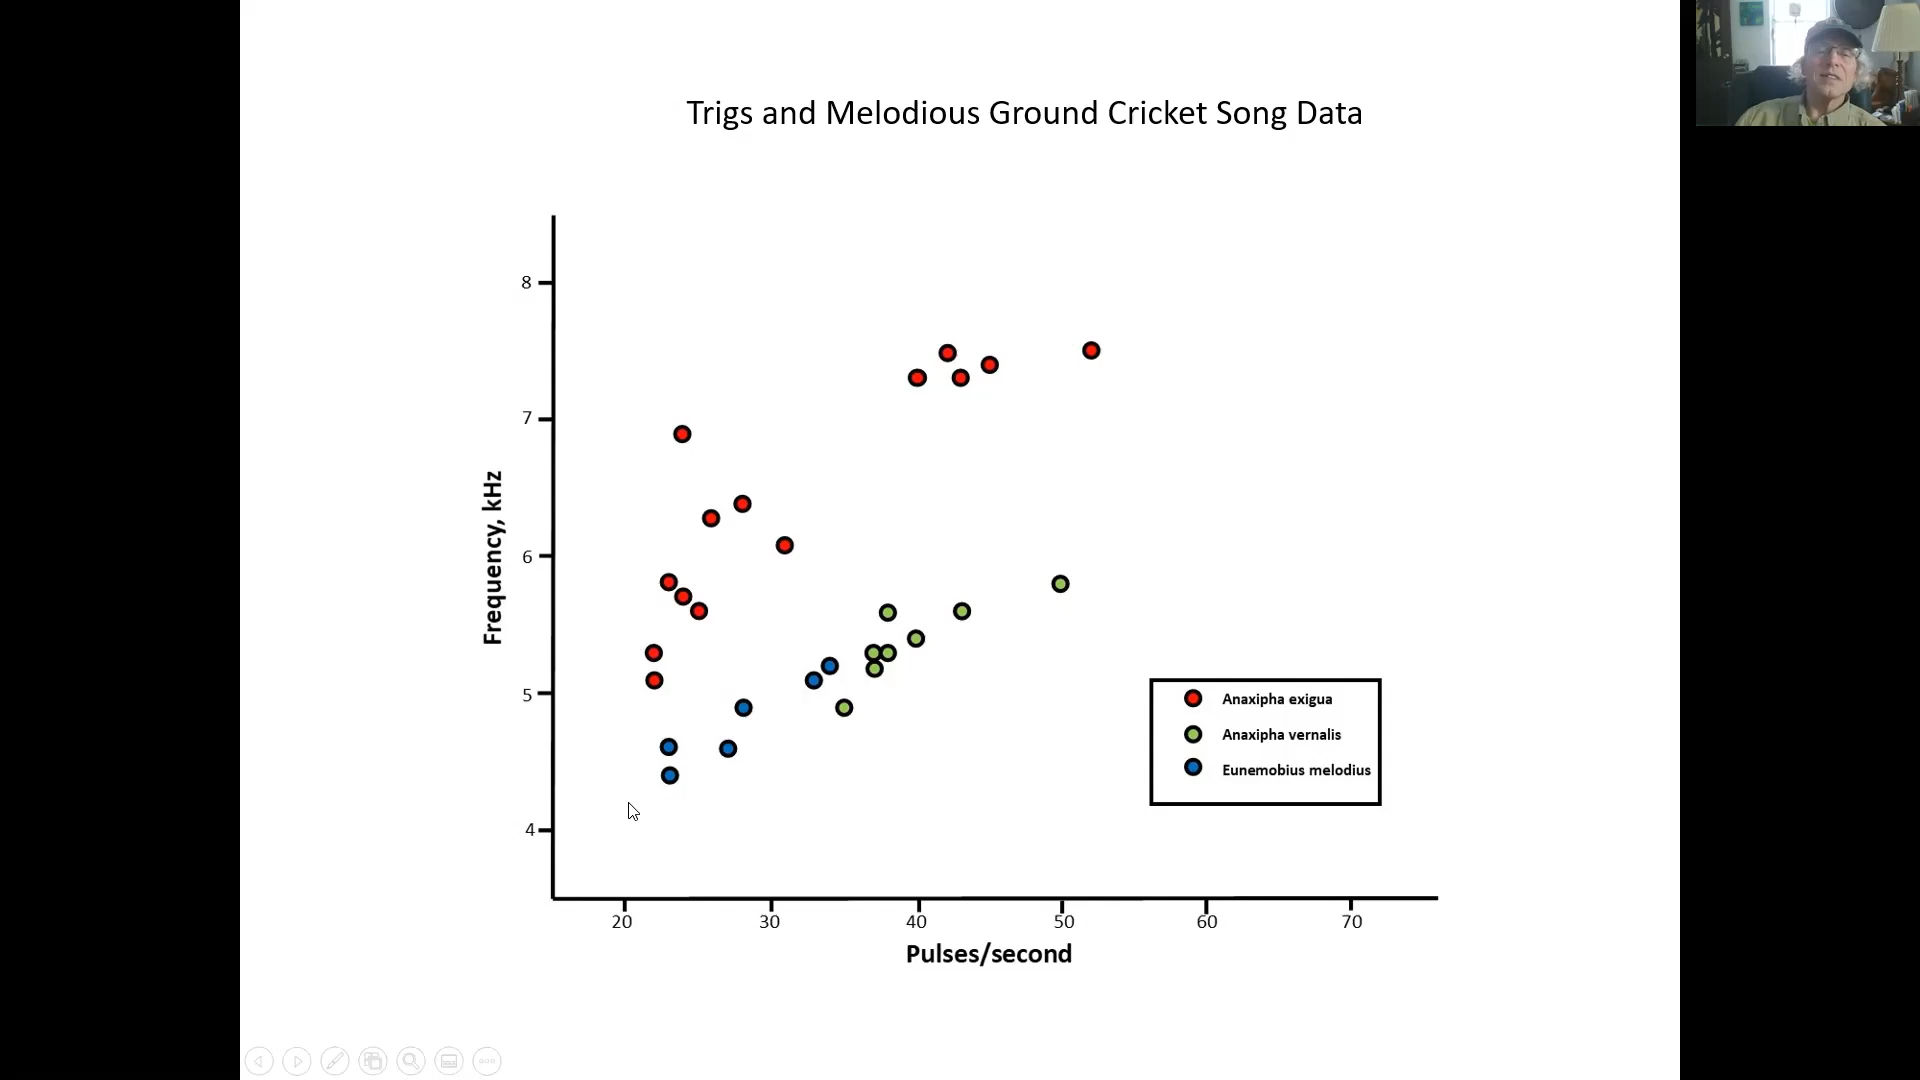 Trigs and Melodious Ground Cricket Song Data
8
7
6
5
4
Frequency, kHz
Anaxipha exigua
Anaxipha vernalis
Eunemobius melodius
20 30 40 50 60 70
Pulses/second